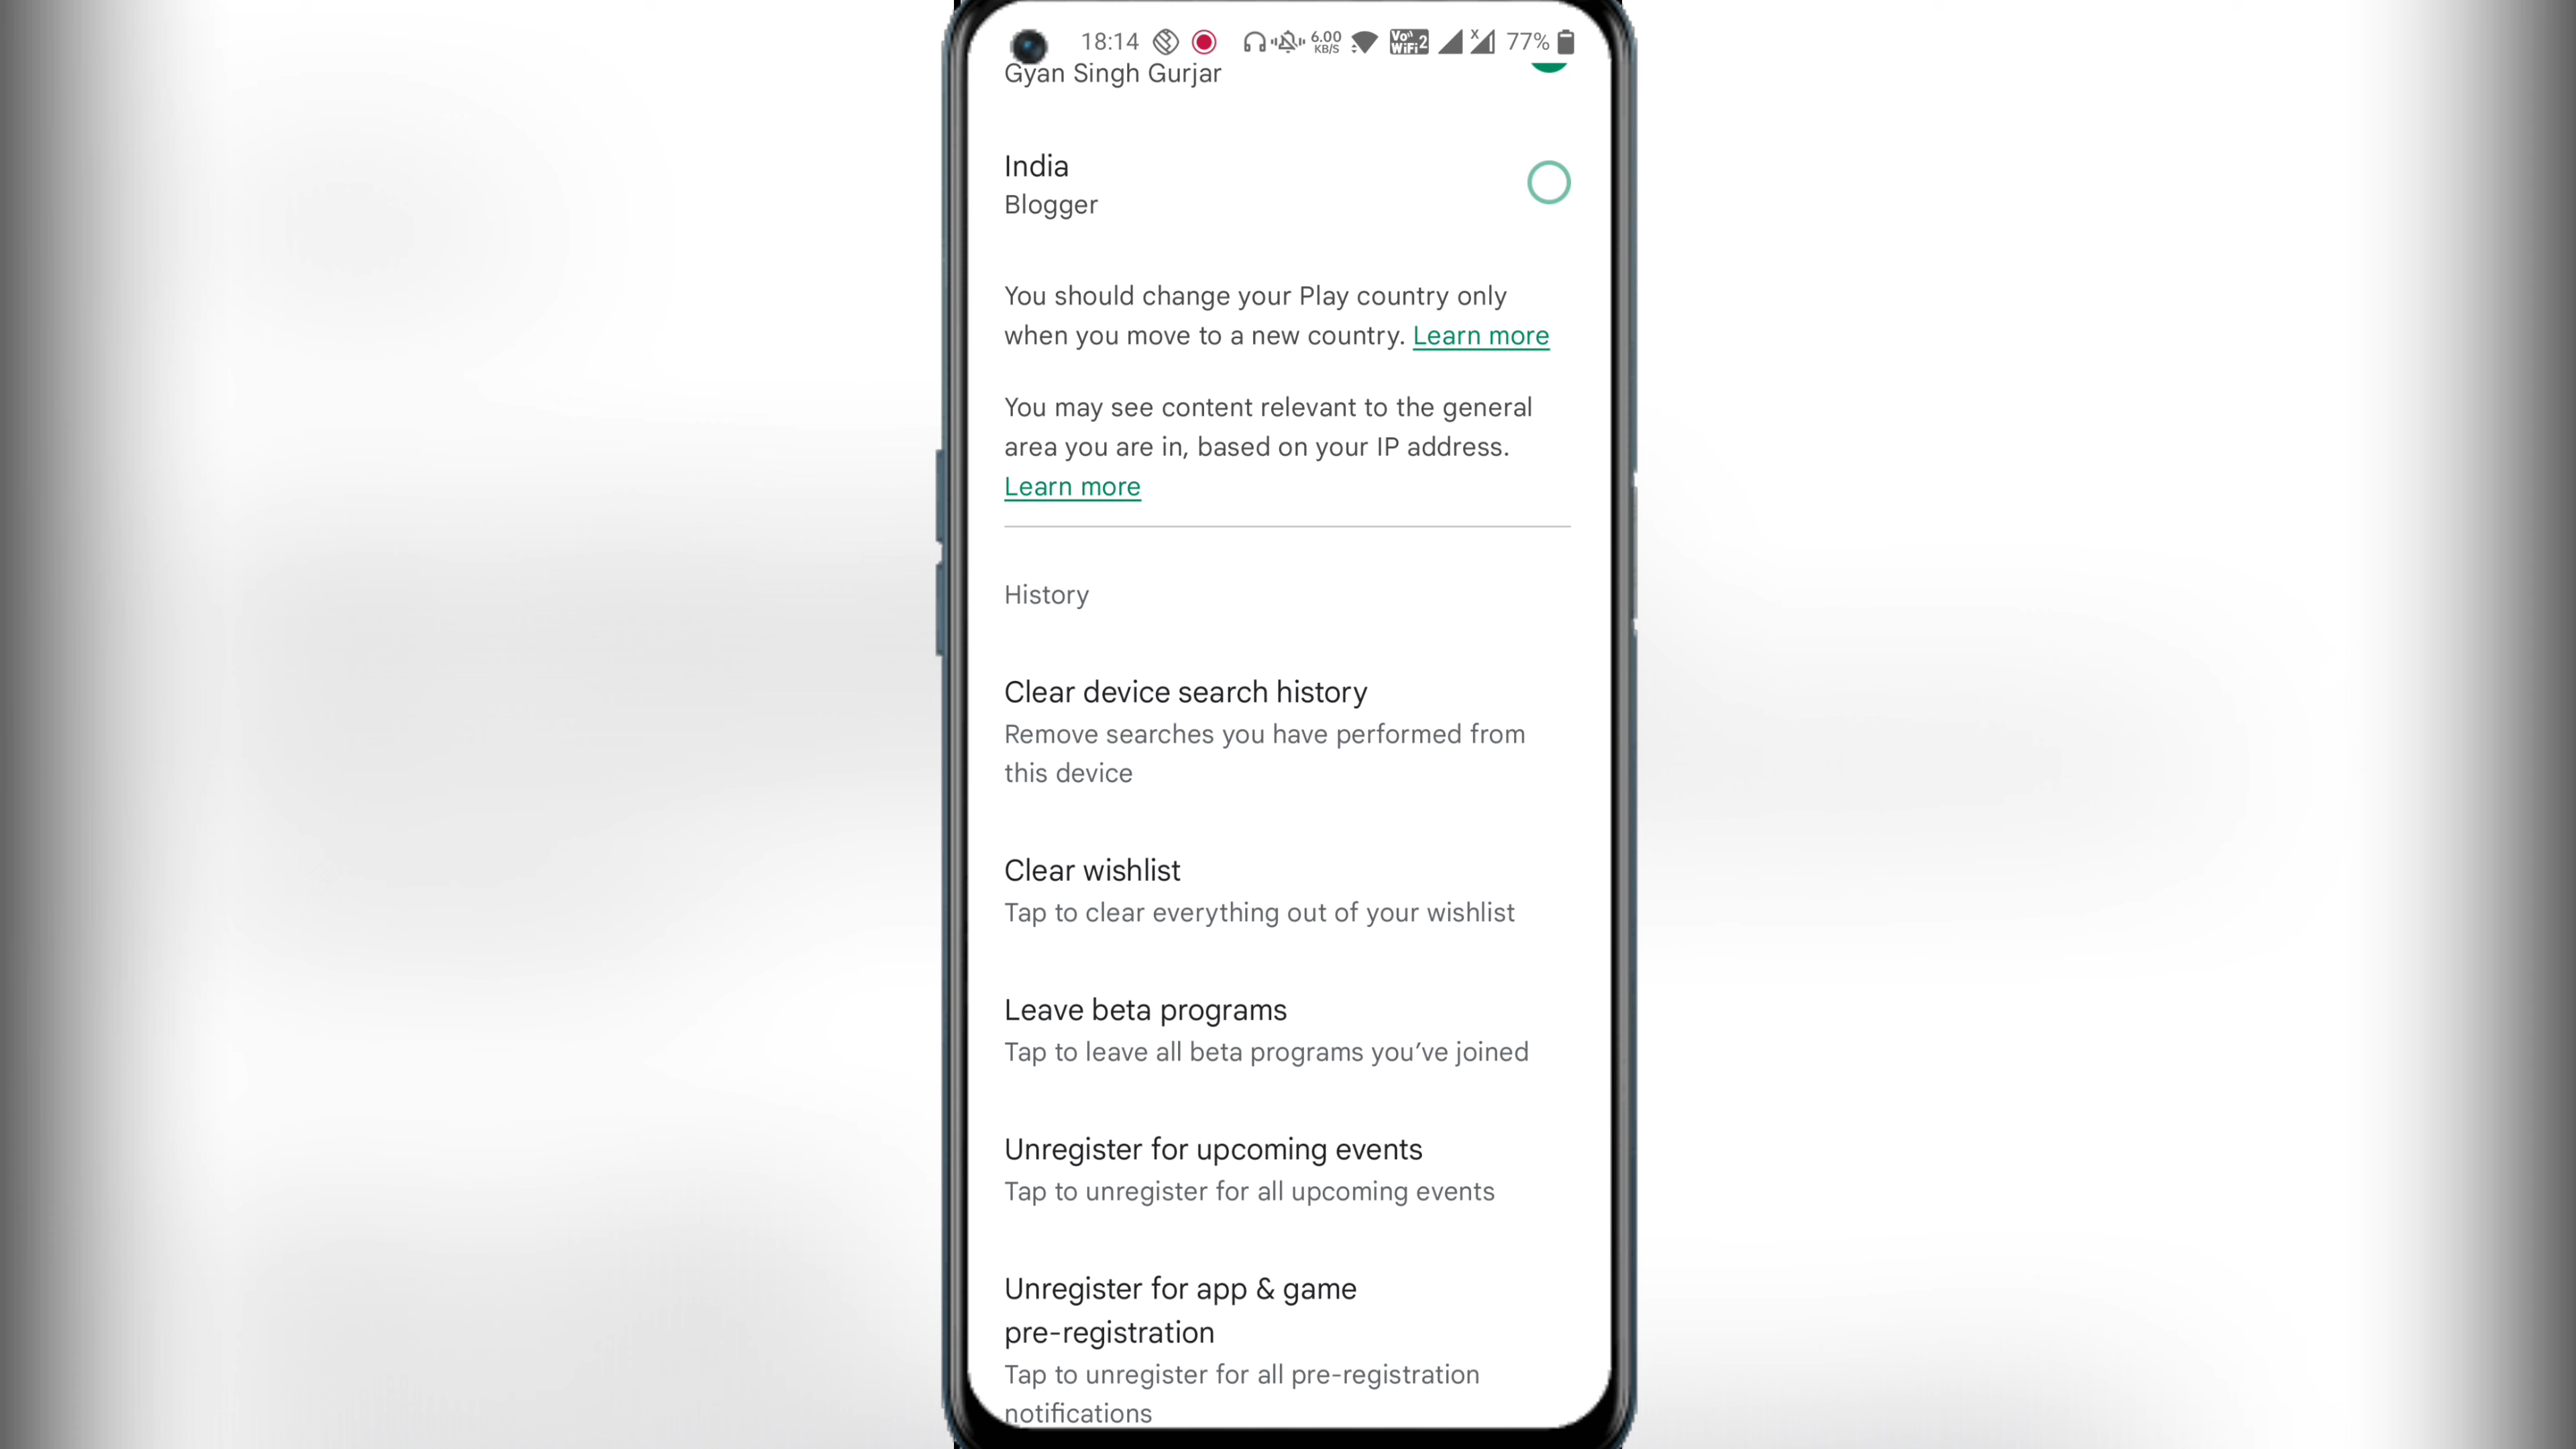 18:14 6.00 KB/S Vo WiFi 2 X 77%
Gyan Singh Gurjar
India
Blogger
You should change your Play country only
when you move to a new country. Learn more
You may see content relevant to the general
area you are in, based on your IP address.
Learn more
History
Clear device search history
Remove searches you have performed from
this device
Clear wishlist
Tap to clear everything out of your wishlist
Leave beta programs
Tap to leave all beta programs you’ve joined
Unregister for upcoming events
Tap to unregister for all upcoming events
Unregister for app & game
pre-registration
Tap to unregister for all pre-registration
notifications